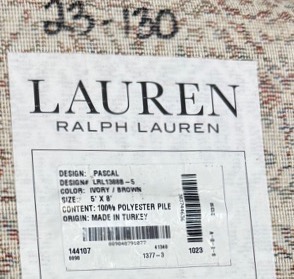 23-130
LAUREN
RALPH LAUREN
DESIGN: PASCAL
DESIGN# LRL1388B-5
COLOR: IVORY / BROWN
SIZE: 5' X 8'
CONTENT: 100% POLYESTER PILE
ORIGIN: MADE IN TURKEY
144107
1377-3
1023